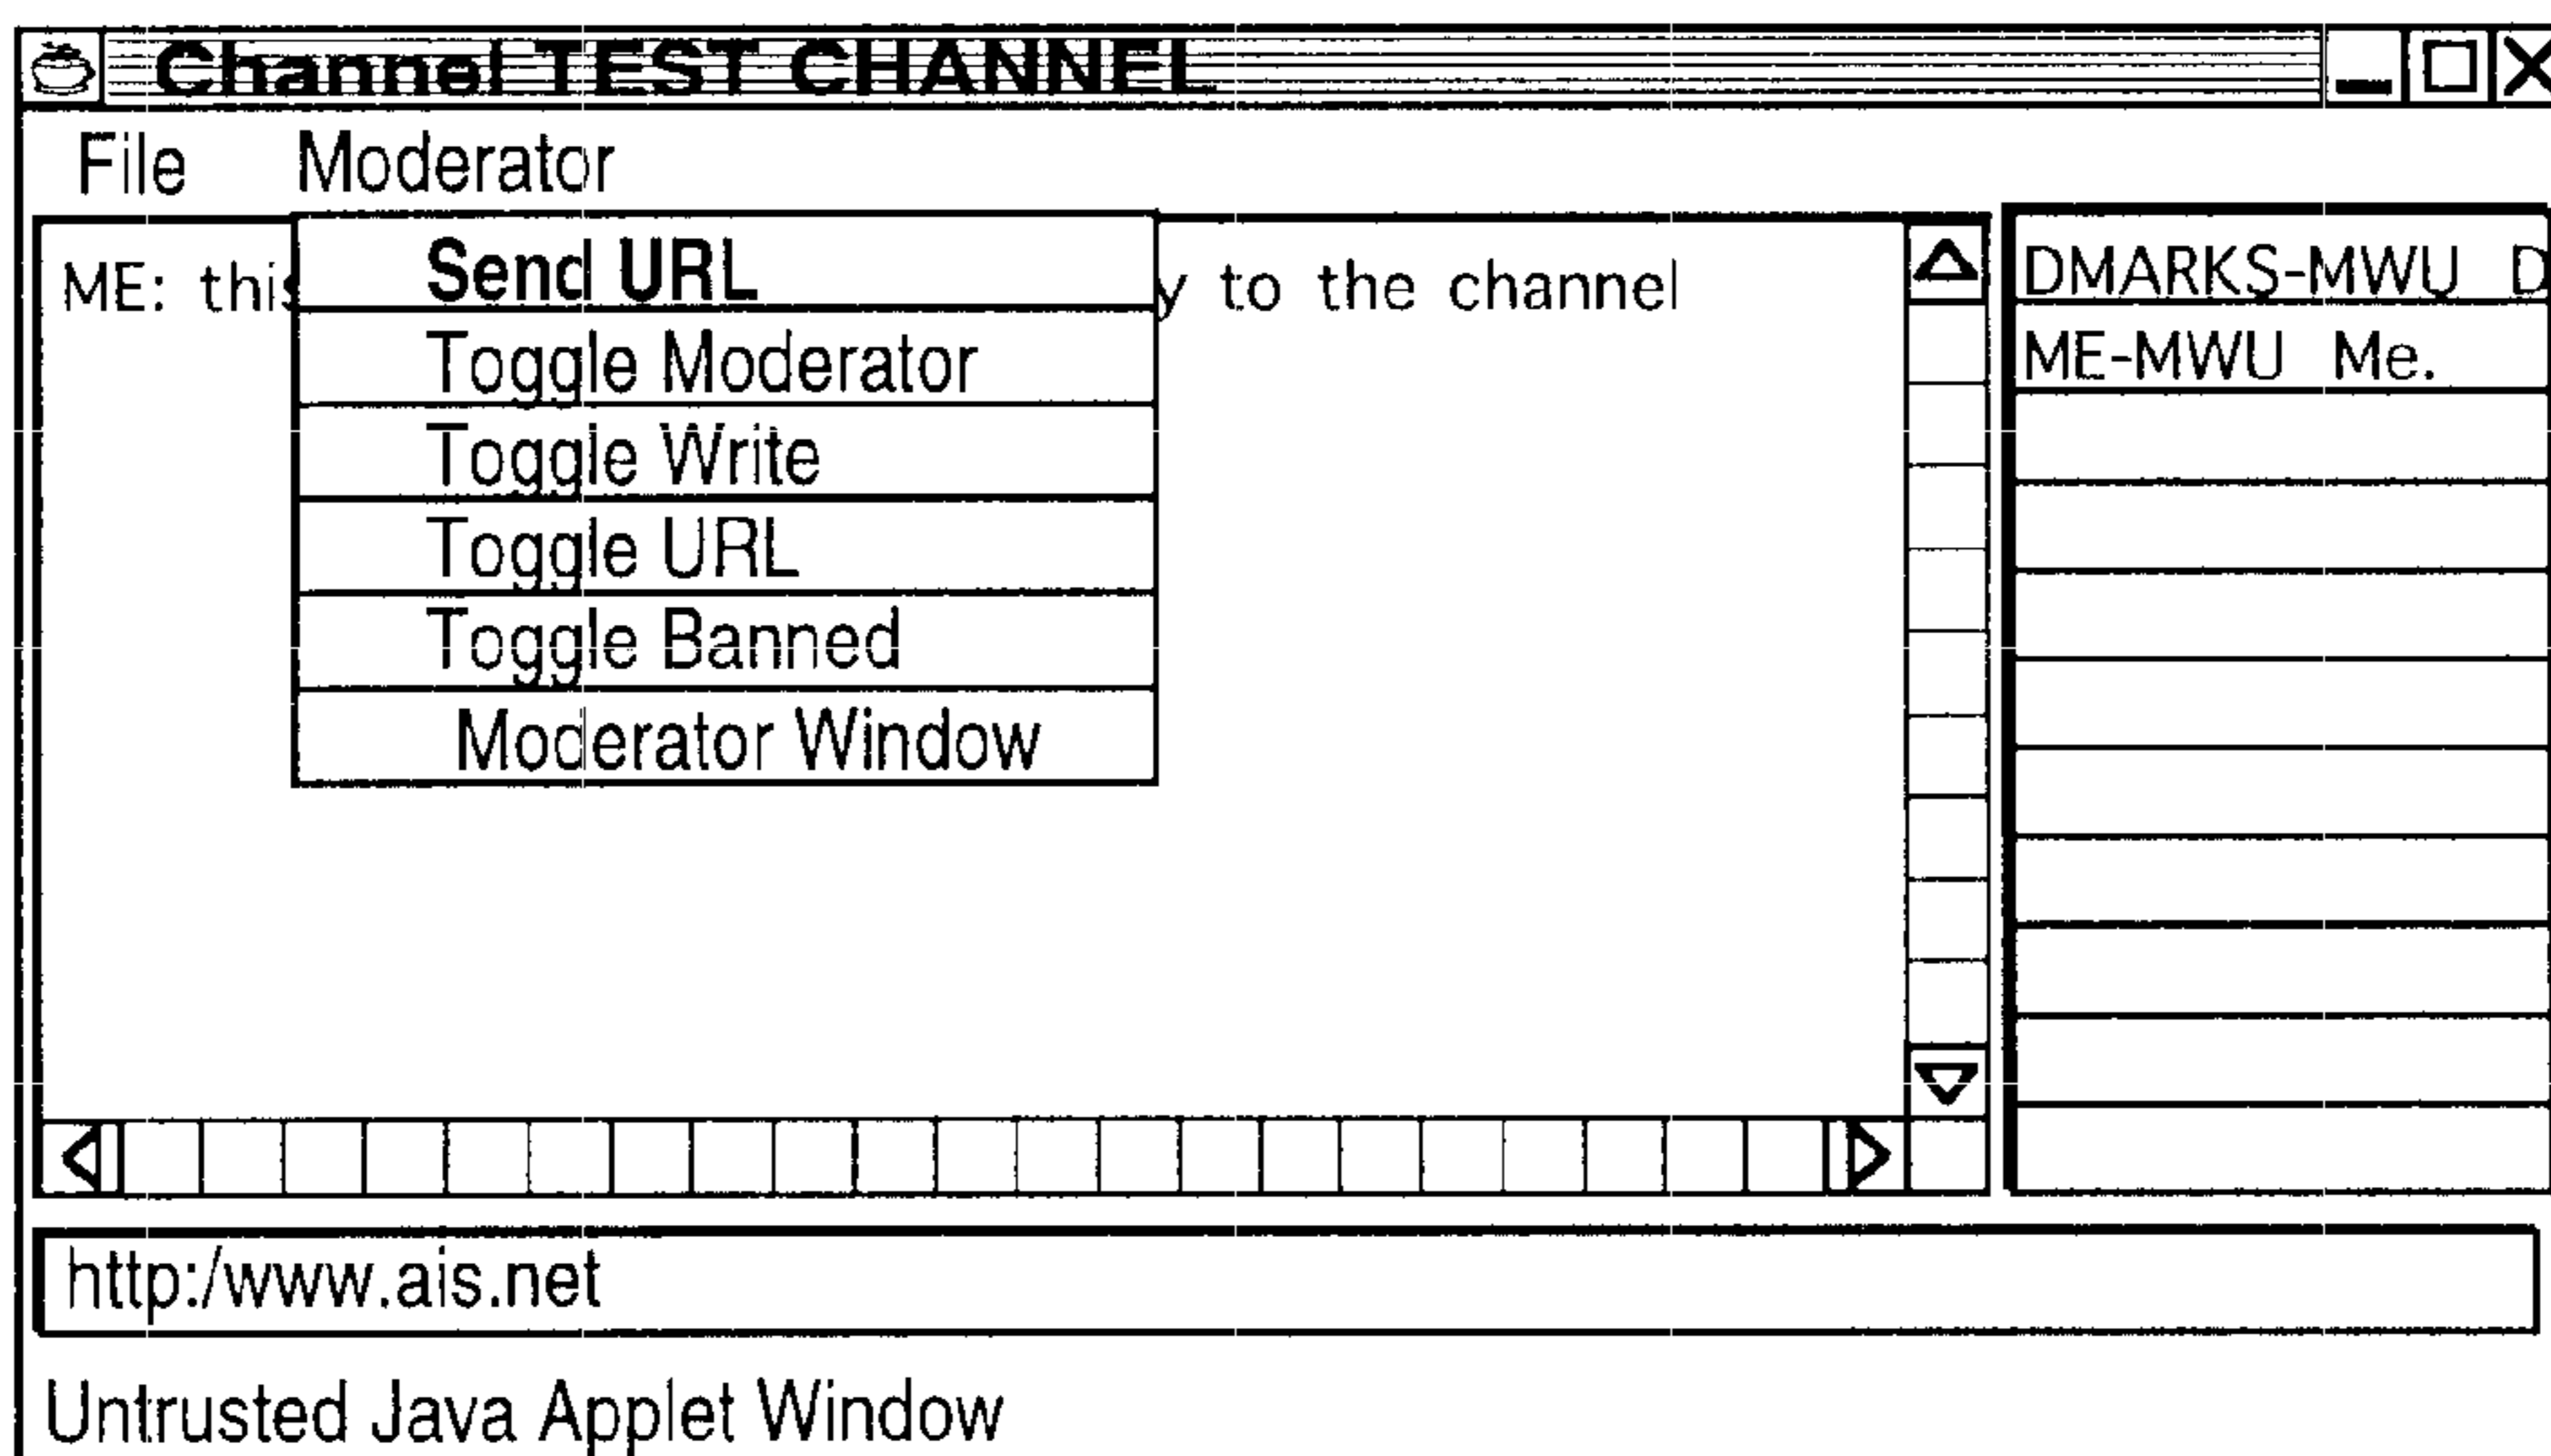 Channel TEST CHANNEL
File Moderator
ME: this
y to the channel
Send URL
Toggle Moderator
Toggle Write
Toggle URL
Toggle Banned
Moderator Window
DMARKS-MWU D
ME-MWU Me.
http:/www.ais.net
Untrusted Java Applet Window